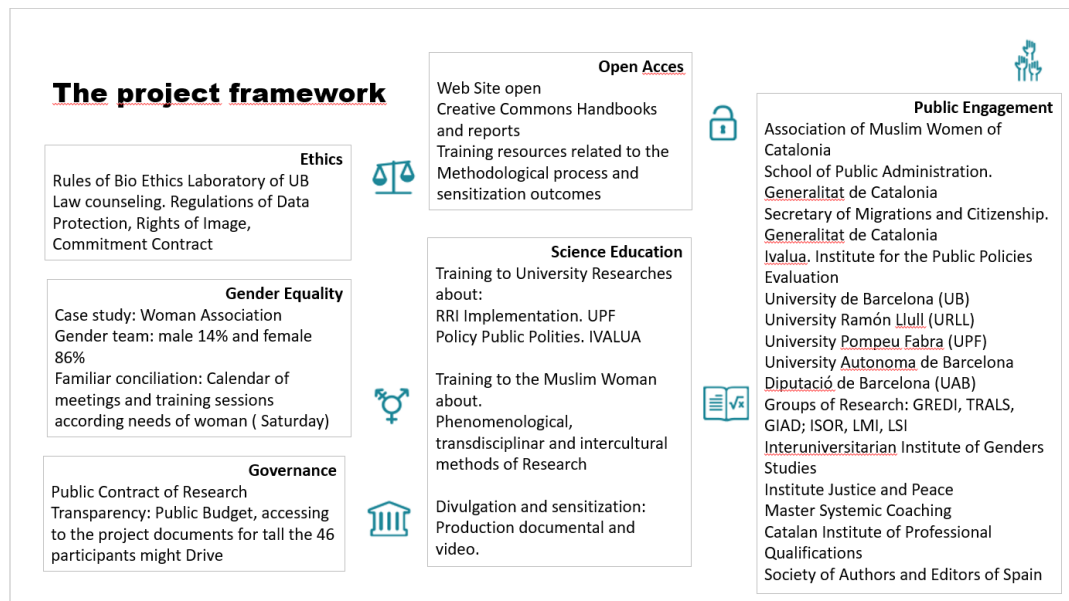 The project framework
Ethics
Rules of Bio Ethics Laboratory of UB
Law counseling. Regulations of Data
Protection, Rights of Image,
Commitment Contract
Gender Equality
Case study: Woman Association
Gender team: male 14% and female
86%
Familiar conciliation: Calendar of
meetings and training sessions
according needs of woman ( Saturday)
Governance
Public Contract of Research
Transparency: Public Budget, accessing
to the project documents for tall the 46
participants might Drive
Open Acces
Web Site open
Creative Commons Handbooks
and reports
Training resources related to the
Methodological process and
sensitization outcomes
Science Education
Training to University Researches
about:
RRI Implementation. UPF
Policy Public Polities. IVALUA
Training to the Muslim Woman
about.
Phenomenological,
transdisciplinar and intercultural
methods of Research
Divulgation and sensitization:
Production documental and
video.
Public Engagement
Association of Muslim Women of
Catalonia
School of Public Administration.
Generalitat de Catalonia
Secretary of Migrations and Citizenship.
Generalitat de Catalonia
Ivalua. Institute for the Public Policies
Evaluation
University de Barcelona (UB)
University Ramón Llull (URLL)
University Pompeu Fabra (UPF)
University Autonoma de Barcelona
Diputació de Barcelona (UAB)
Groups of Research: GREDI, TRALS,
GIAD; ISOR, LMI, LSI
Interuniversitarian Institute of Genders
Studies
Institute Justice and Peace
Master Systemic Coaching
Catalan Institute of Professional
Qualifications
Society of Authors and Editors of Spain
√x